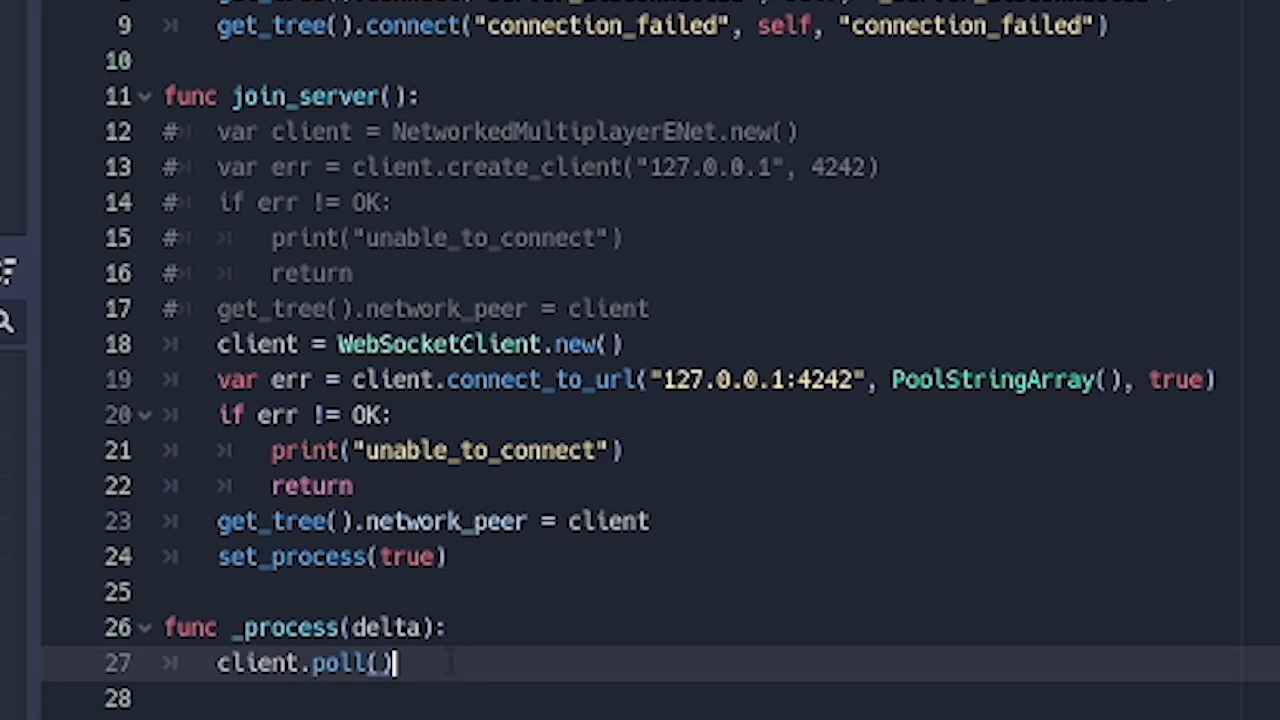 9 get_tree().connect("connection_failed", self, "connection_failed")
10
11 func join_server():
12 # var client = NetworkedMultiplayerENet.new()
13 # var err = client.create_client("127.0.0.1", 4242)
14 # if err != OK:
15 # print("unable_to_connect")
16 # return
17 # get_tree().network_peer = client
18 client = WebSocketClient.new()
19 var err = client.connect_to_url("127.0.0.1:4242", PoolStringArray(), true)
20 if err != OK:
21 print("unable_to_connect")
22 return
23 get_tree().network_peer = client
24 set_process(true)
25
26 func _process(delta):
27 client.poll()
28